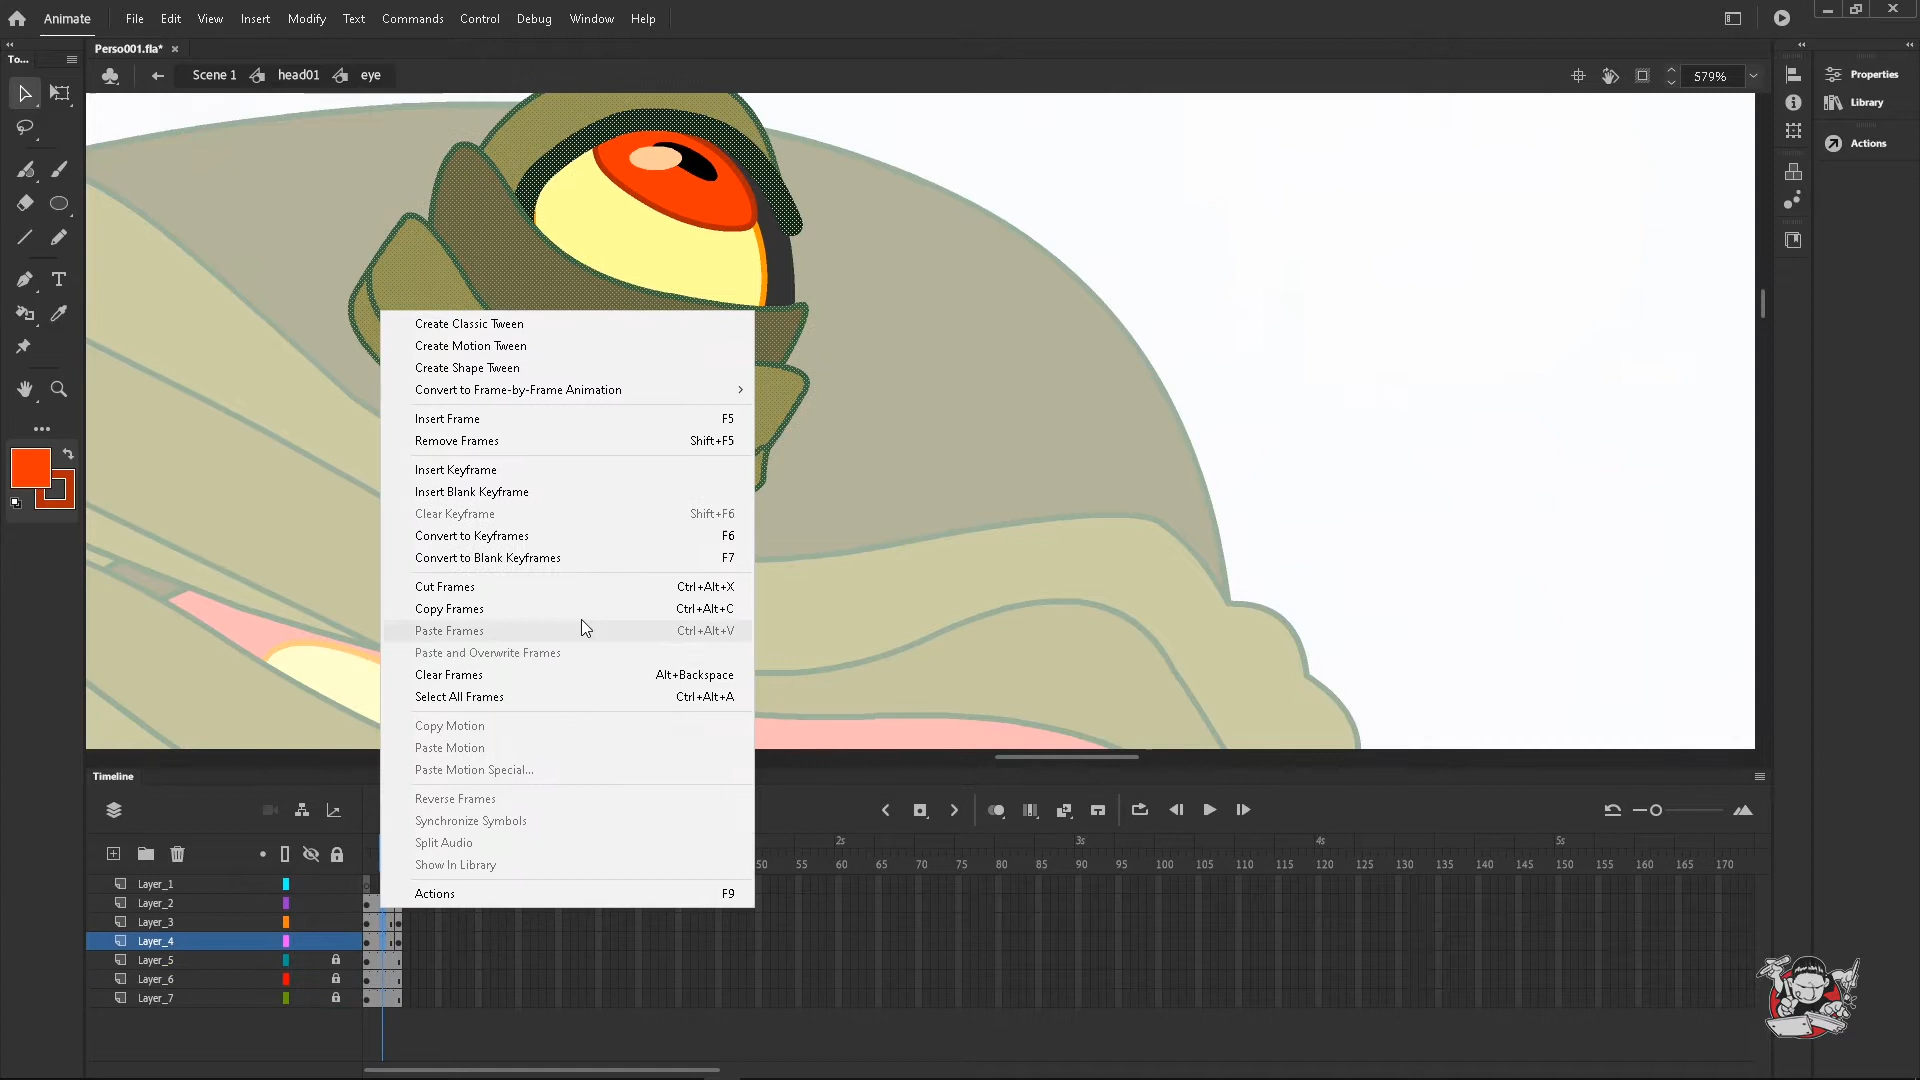 Animate File Edit View Insert Modify Text Commands Control Debug Window Help
Perso001.fla*
To...
Scene 1 head01 eye 579%
Properties
Library
Actions
Create Classic Tween
Create Motion Tween
Create Shape Tween
Convert to Frame-by-Frame Animation
Insert Frame F5
Remove Frames Shift+F5
Insert Keyframe
Insert Blank Keyframe
Clear Keyframe Shift+F6
Convert to Keyframes F6
Convert to Blank Keyframes F7
Cut Frames Ctrl+Alt+X
Copy Frames Ctrl+Alt+C
Paste Frames Ctrl+Alt+V
Paste and Overwrite Frames
Clear Frames Alt+Backspace
Select All Frames Ctrl+Alt+A
Copy Motion
Paste Motion
Paste Motion Special...
Reverse Frames
Synchronize Symbols
Split Audio
Show In Library
Actions F9
Timeline
2s 3s 4s 5s
50 55 60 65 70 75 80 85 90 95 100 105 110 115 120 125 130 135 140 145 150 155 160 165 170
Layer_1
Layer_2
Layer_3
Layer_4
Layer_5
Layer_6
Layer_7